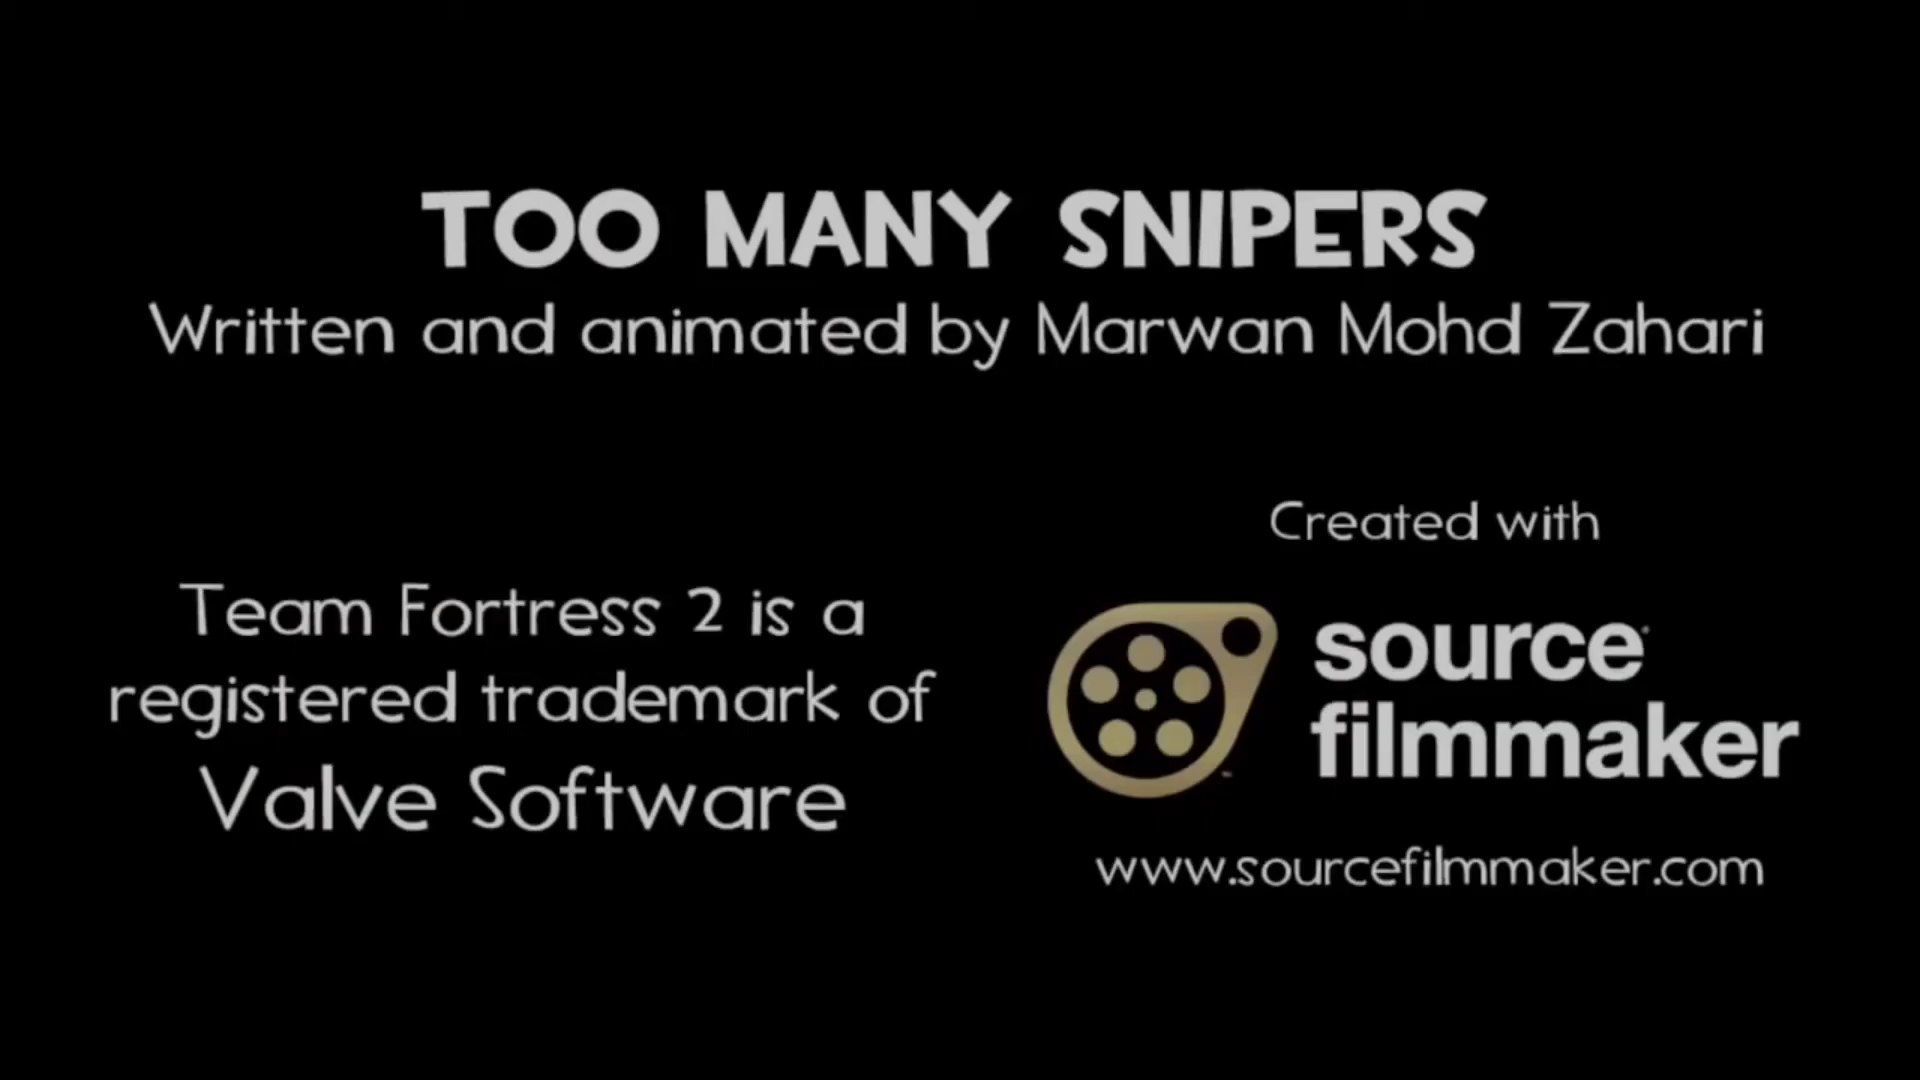 TOO MANY SNIPERS
Written and animated by Marwan Mohd Zahari
Team Fortress 2 is a
registered trademark of
Valve Software
Created with
source
filmmaker
www.sourcefilmmaker.com